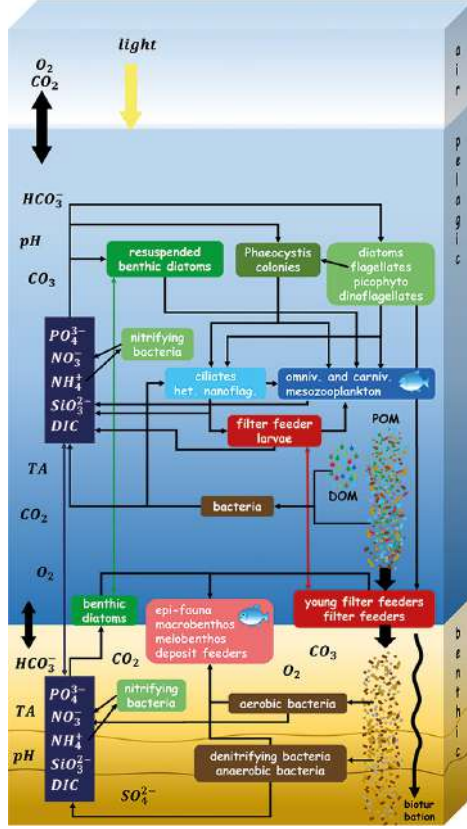 light
O₂
CO₂
air
pelagic
HCO₃⁻
pH
CO₃
resuspended
benthic diatoms
Phaeocystis
colonies
diatoms
flagellates
picophyto
dinoflagellates
PO₄³⁻
NO₃⁻
NH₄⁺
SiO₃²⁻
DIC
nitrifying
bacteria
ciliates
het. nanoflag.
omniv. and carniv.
mesozooplankton
filter feeder
larvae
POM
DOM
TA
CO₂
bacteria
O₂
benthic
diatoms
epi-fauna
macrobenthos
meiobenthos
deposit feeders
young filter feeders
filter feeders
benthic
HCO₃⁻
CO₂
CO₃
O₂
PO₄³⁻
NO₃⁻
NH₄⁺
SiO₃²⁻
DIC
nitrifying
bacteria
TA
aerobic bacteria
pH
denitrifying bacteria
anaerobic bacteria
SO₄²⁻
biotur
bation